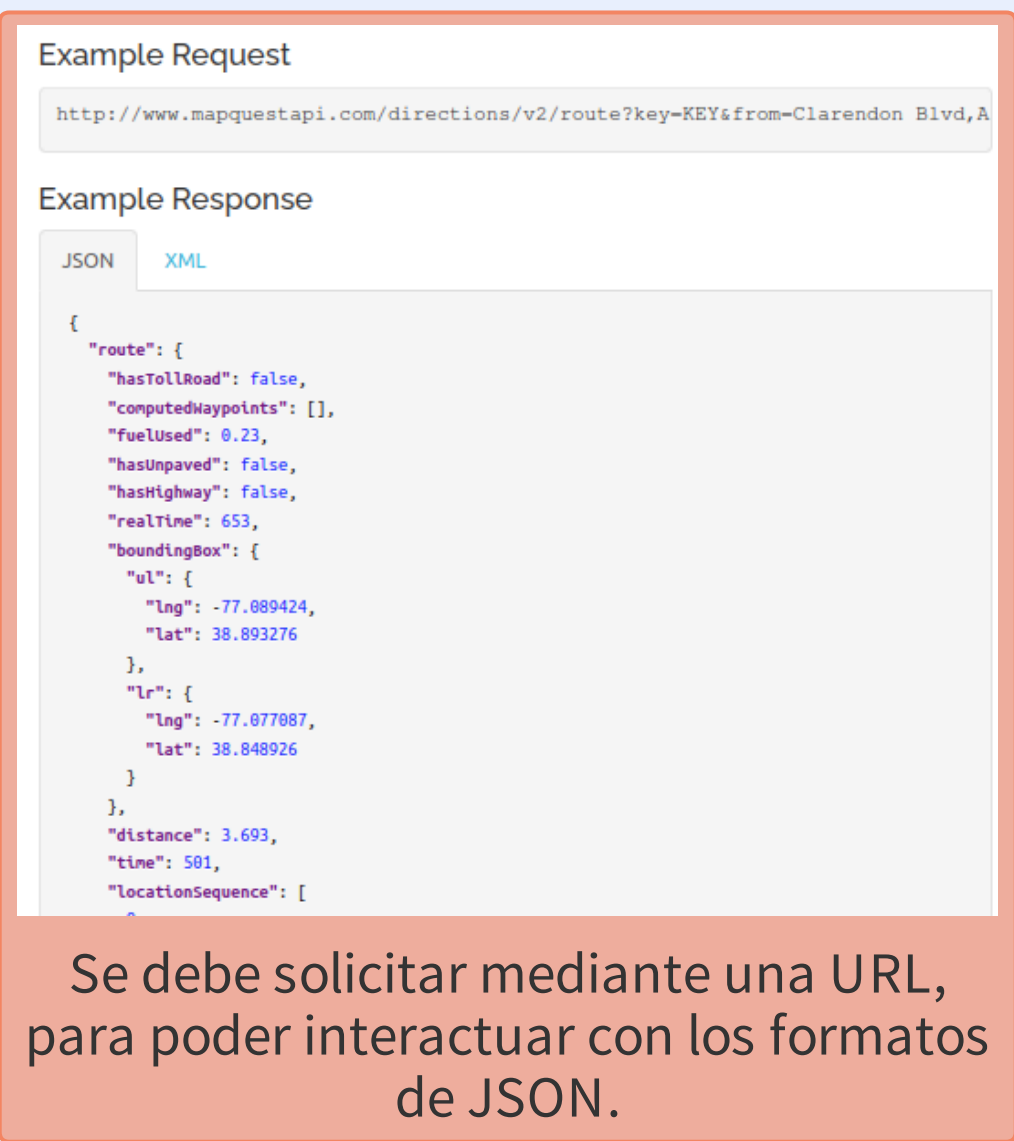 Example Request
http://www.mapquestapi.com/directions/v2/route?key=KEY&from=Clarendon Blvd,A
Example Response
JSON XML
{
"route": {
"hasTollRoad": false,
"computedWaypoints": [],
"fuelUsed": 0.23,
"hasUnpaved": false,
"hasHighway": false,
"realTime": 653,
"boundingBox": {
"ul": {
"lng": -77.089424,
"lat": 38.893276
},
"lr": {
"lng": -77.077087,
"lat": 38.848926
}
},
"distance": 3.693,
"time": 501,
"locationSequence": [
Se debe solicitar mediante una URL,
para poder interactuar con los formatos
de JSON.